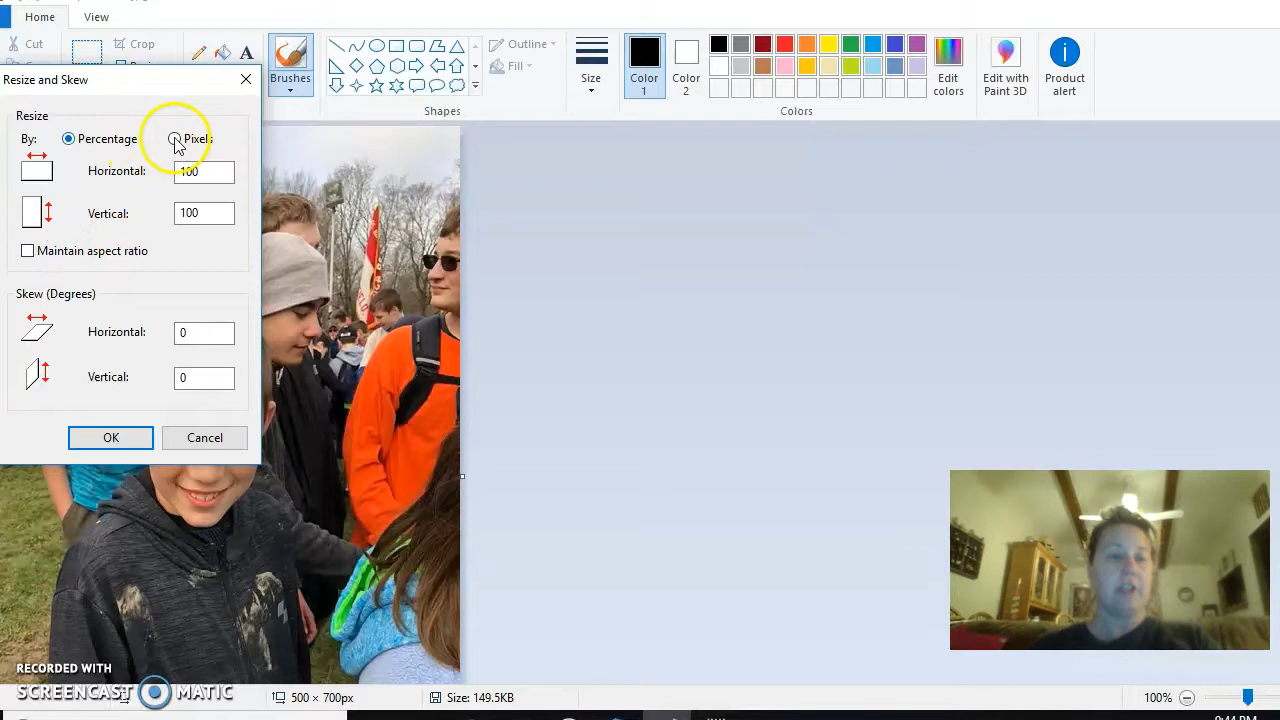 Home View
Cut
Crop
A
Brushes
Shapes
Outline
Fill
Size
Color 1
Color 2
Colors
Edit colors
Edit with Paint 3D
Product alert
Resize and Skew
Resize
By: Percentage Pixels
Horizontal: 100
Vertical: 100
Maintain aspect ratio
Skew (Degrees)
Horizontal: 0
Vertical: 0
OK Cancel
RECORDED WITH
SCREENCAST MATIC
500 × 700px
Size: 149.5KB
100%